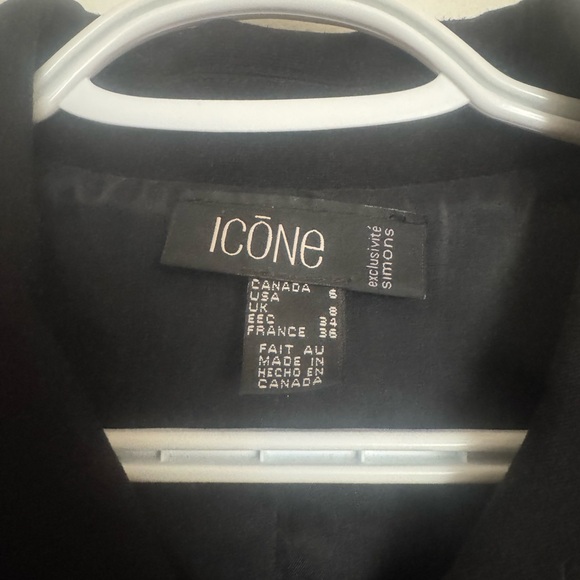 ICŌNe
exclusivité
simons
CANADA 6
USA 6
UK 8
EEC 34
FRANCE 36
FAIT AU
MADE IN
HECHO EN
CANADA